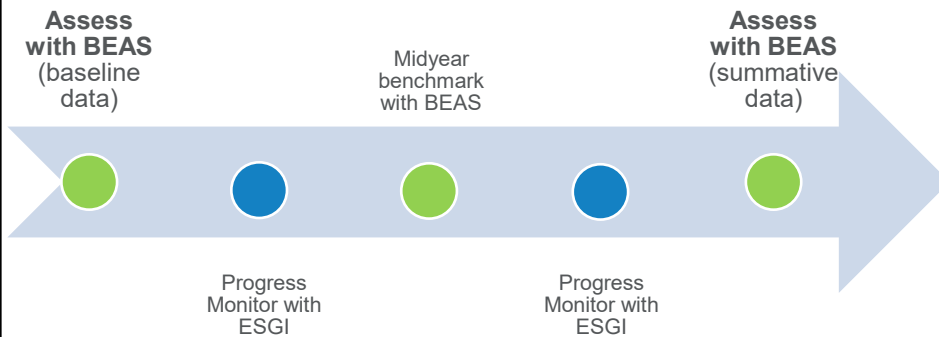 Assess
with BEAS
(baseline
data)
Midyear
benchmark
with BEAS
Assess
with BEAS
(summative
data)
Progress
Monitor with
ESGI
Progress
Monitor with
ESGI